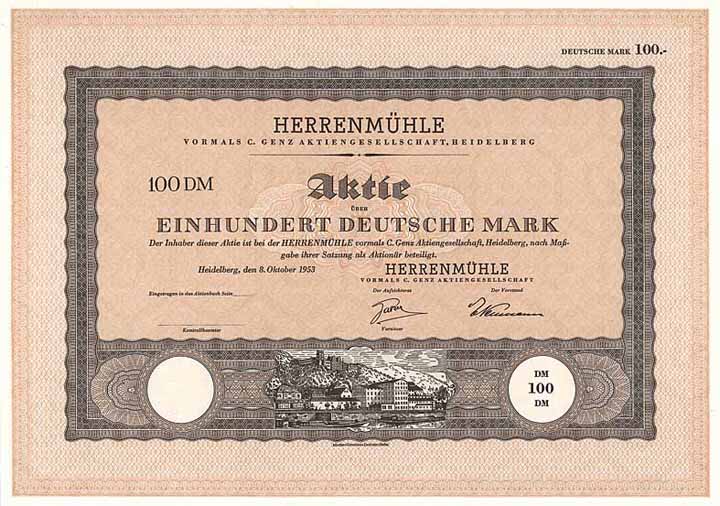 DEUTSCHE MARK 100.-
HERRENMÜHLE
VORMALS C. GENZ AKTIENGESELLSCHAFT, HEIDELBERG
100 DM
Aktie
ÜBER
EINHUNDERT DEUTSCHE MARK
Der Inhaber dieser Aktie ist bei der HERRENMÜHLE vormals C. Genz Aktiengesellschaft, Heidelberg, nach Maß-
gabe ihrer Satzung als Aktionär beteiligt.
Heidelberg, den 8. Oktober 1953
HERRENMÜHLE
VORMALS C. GENZ AKTIENGESELLSCHAFT
Eingetragen in das Aktienbuch Seite
Der Aufsichtsrat
Der Vorstand
Kontrollbeamter
Vorsitzer
DM
100
DM